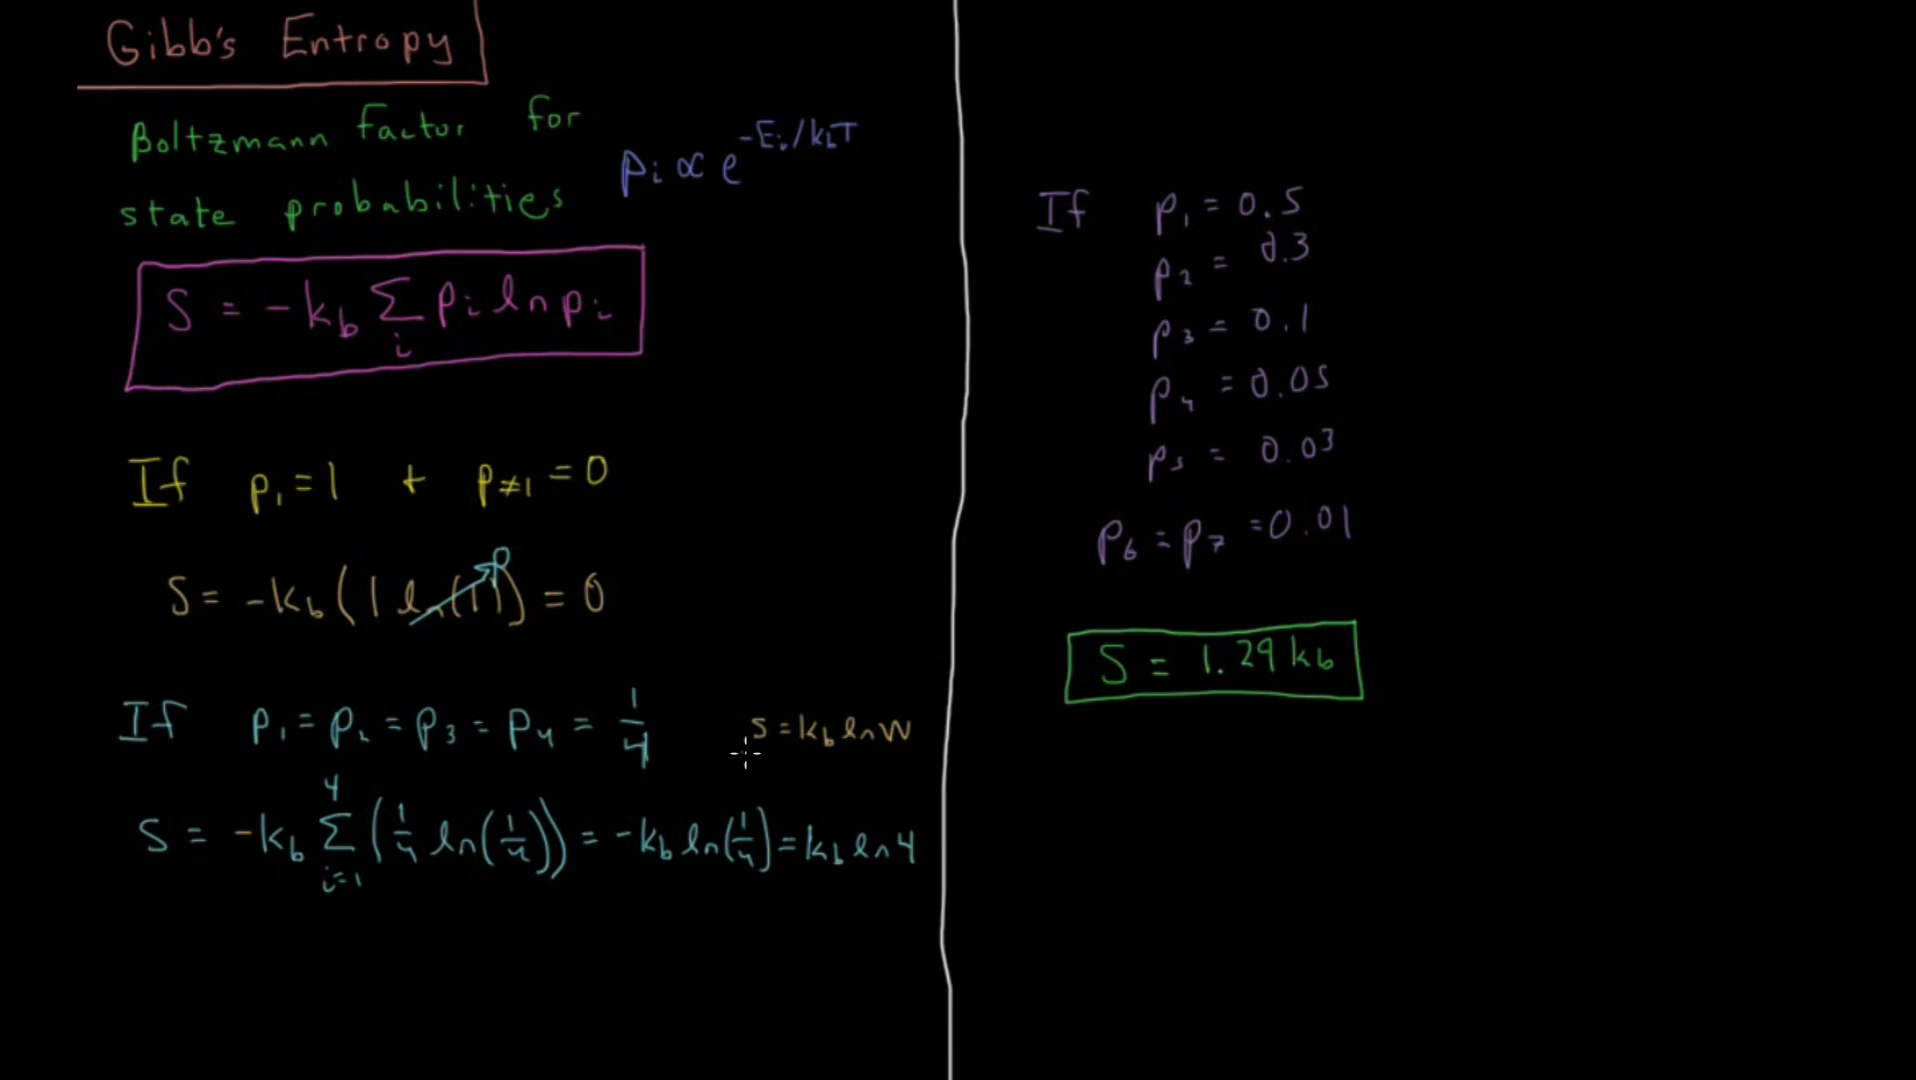 Gibb's Entropy
Boltzmann factor for
state probabilities
pᵢ ∝ e^(-Eᵢ/k_bT)
S = -k_b Σᵢ pᵢ ln pᵢ
If p₁ = 1 + p≠₁ = 0
S = -k_b (1 ln(1)) = 0
0
If p₁ = p₂ = p₃ = p₄ = 1/4
S = k_b ln W
S = -k_b Σᵢ₌₁⁴ (1/4 ln(1/4)) = -k_b ln(1/4) = k_b ln 4
If p₁ = 0.5
p₂ = 0.3
p₃ = 0.1
p₄ = 0.05
p₅ = 0.03
p₆ = p₇ = 0.01
S = 1.29 k_b